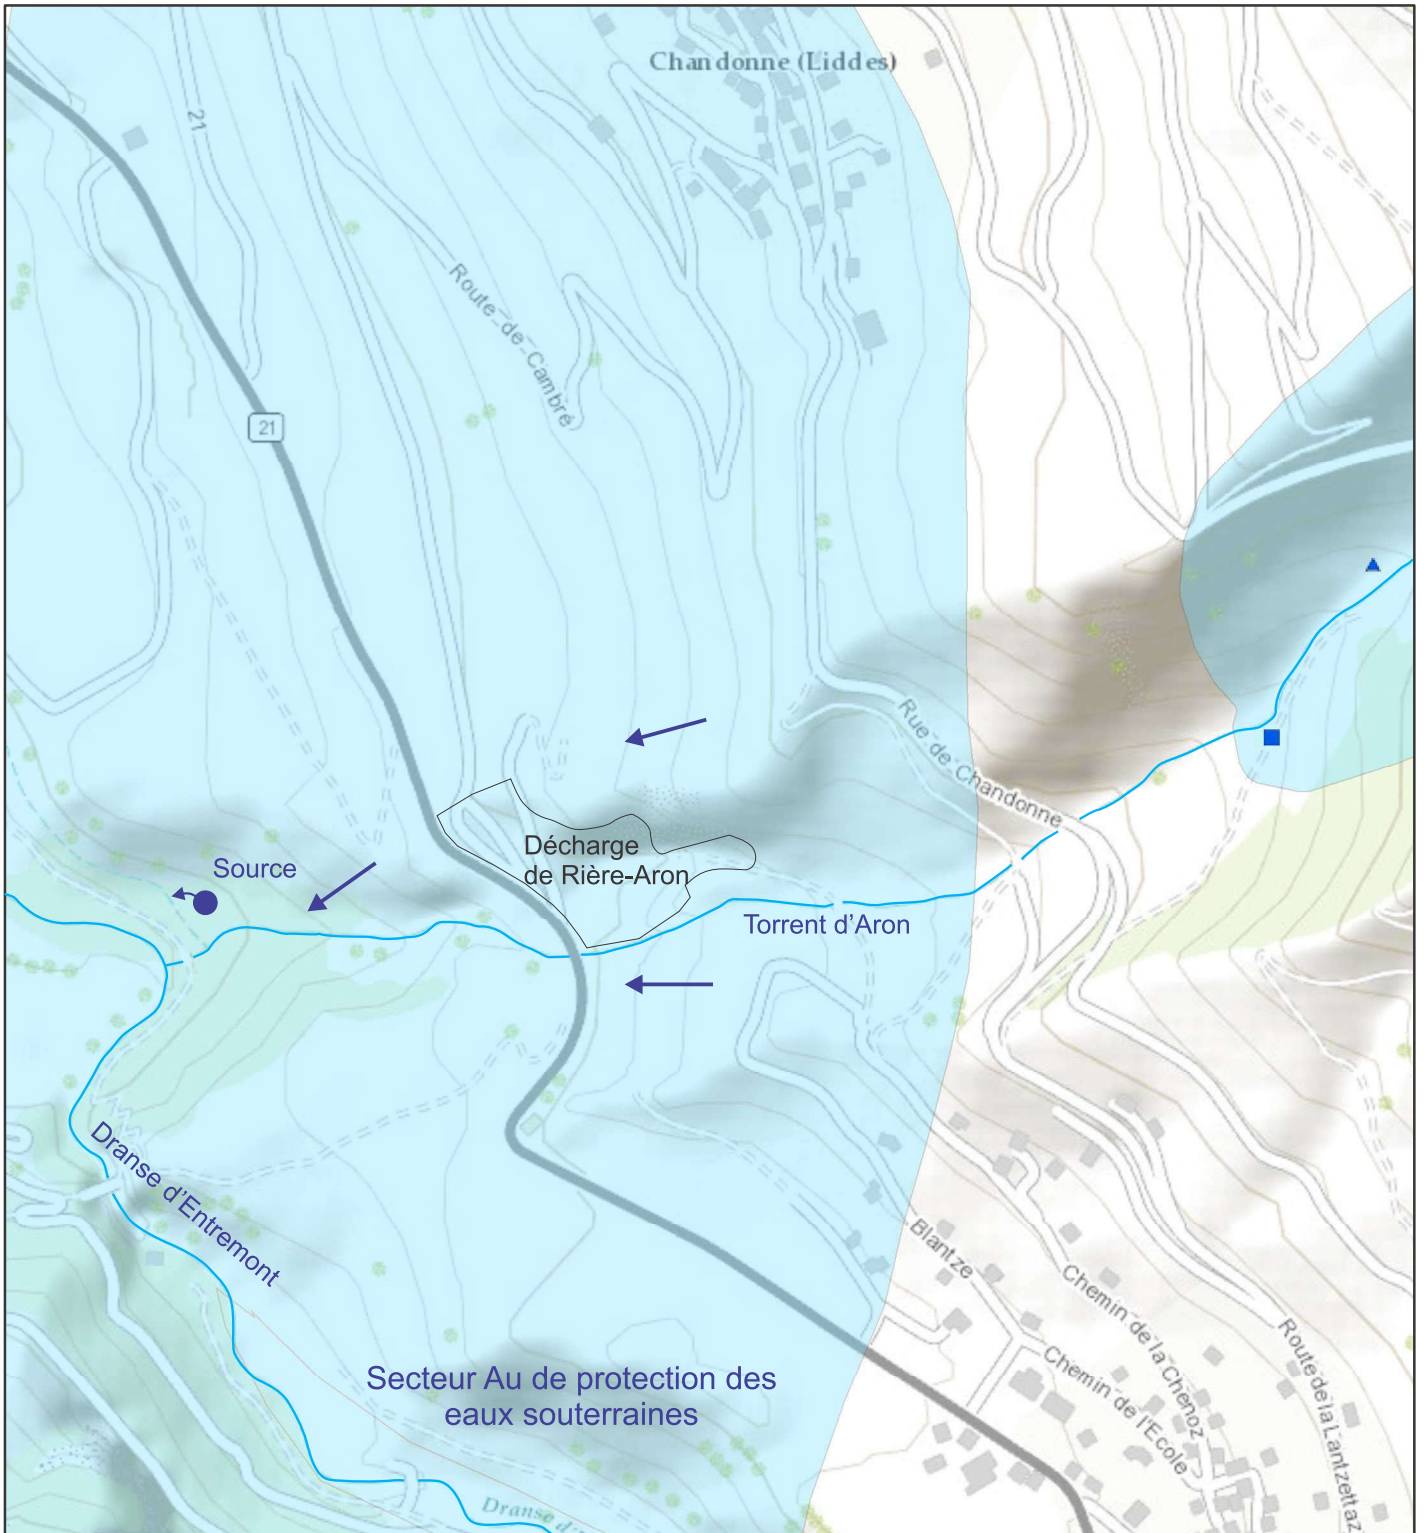 Chandonne (Liddes)
21
Route-de-Cambré
21
Rue de Chandonne
Décharge
de Rière-Aron
Source
Torrent d'Aron
Dranse d'Entremont
Blantze
Chemin de la Chenoz
Chemin de l'Ecole
Route de la Lantzettaz
Secteur Au de protection des
eaux souterraines
Dranse d'